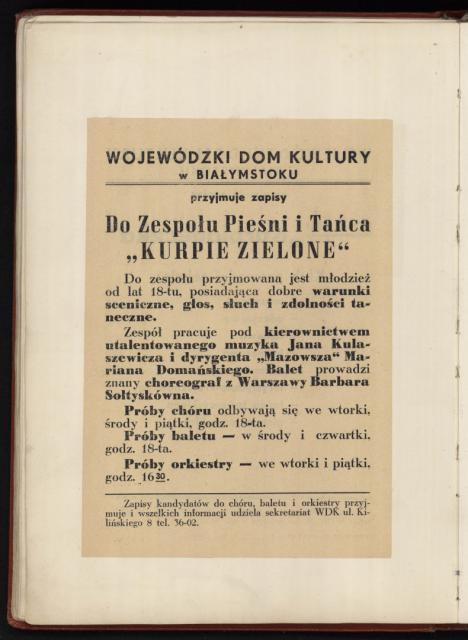 WOJEWÓDZKI DOM KULTURY
w BIAŁYMSTOKU
przyjmuje zapisy
Do Zespołu Pieśni i Tańca
„KURPIE ZIELONE“
Do zespołu przyjmowana jest młodzież
od lat 18-tu, posiadająca dobre warunki
sceniczne, głos, słuch i zdolności ta-
neczne.
Zespół pracuje pod kierownictwem
utalentowanego muzyka Jana Kula-
szewicza i dyrygenta „Mazowsza“ Ma-
riana Domańskiego. Balet prowadzi
znany choreograf z Warszawy Barbara
Sołtyskówna.
Próby chóru odbywają się we wtorki,
środy i piątki, godz. 18-ta.
Próby baletu — w środy i czwartki,
godz. 18-ta.
Próby orkiestry — we wtorki i piątki,
godz. 16 30.
Zapisy kandydatów do chóru, baletu i orkiestry przyj-
muje i wszelkich informacji udziela sekretariat WDK ul. Ki-
lińskiego 8 tel. 36-02.